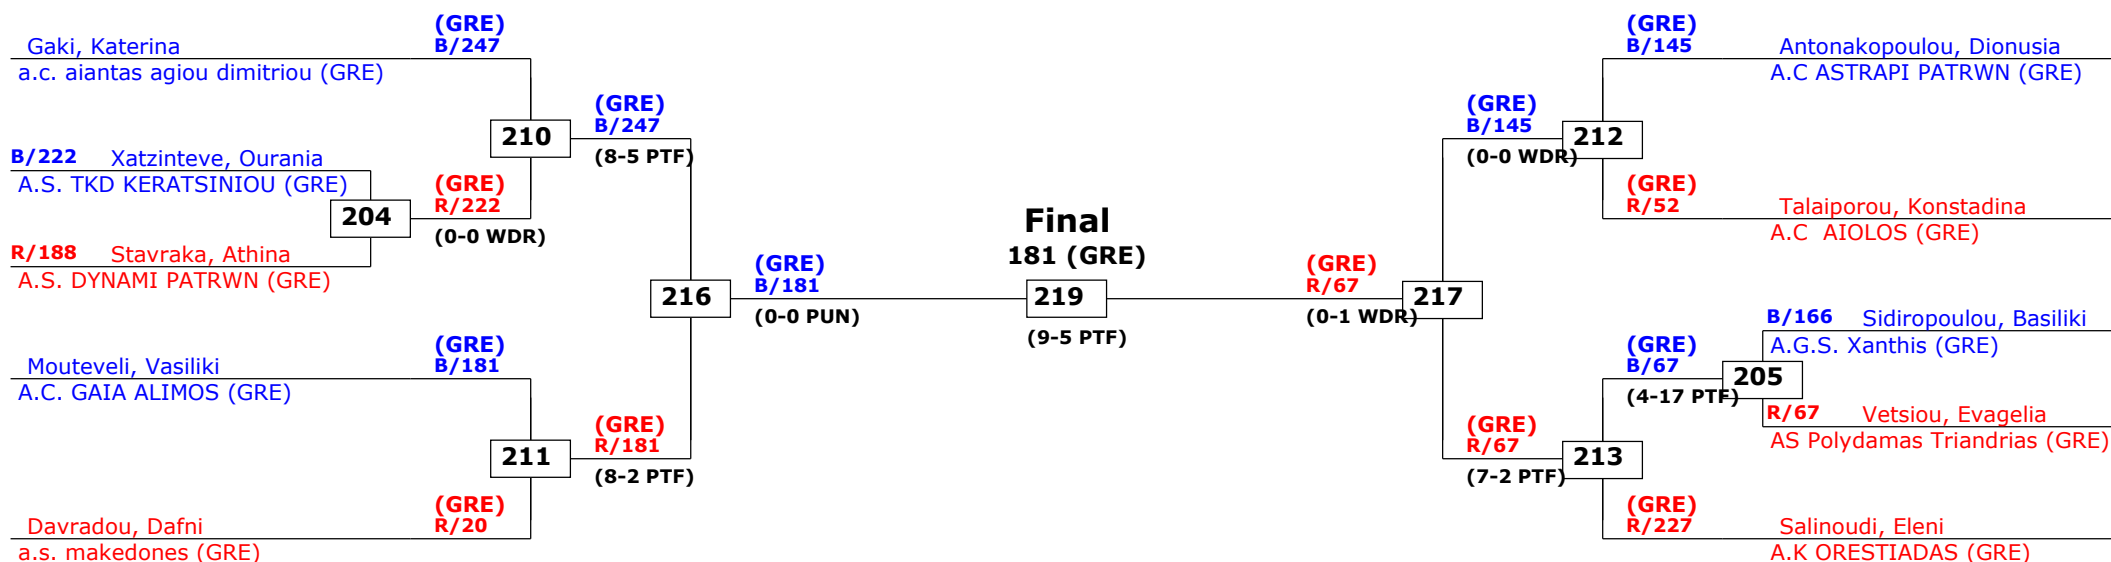 (GRE)
B/247
Gaki, Katerina
a.c. aiantas agiou dimitriou (GRE)
210
(GRE)
B/247
(8-5 PTF)
B/222 Xatzinteve, Ourania
A.S. TKD KERATSINIOU (GRE)
204
(GRE)
R/222
(0-0 WDR)
R/188 Stavraka, Athina
A.S. DYNAMI PATRWN (GRE)
216
(GRE)
B/181
(0-0 PUN)
(GRE)
B/181
Mouteveli, Vasiliki
A.C. GAIA ALIMOS (GRE)
211
(GRE)
R/181
(8-2 PTF)
(GRE)
R/20
Davradou, Dafni
a.s. makedones (GRE)
Final
181 (GRE)
219
(9-5 PTF)
(GRE)
B/145
Antonakopoulou, Dionusia
A.C ASTRAPI PATRWN (GRE)
(GRE)
B/145
(0-0 WDR)
212
(GRE)
R/52
Talaiporou, Konstadina
A.C  AIOLOS (GRE)
(GRE)
R/67
(0-1 WDR)
217
B/166 Sidiropoulou, Basiliki
A.G.S. Xanthis (GRE)
(GRE)
B/67
(4-17 PTF)
205
R/67 Vetsiou, Evagelia
AS Polydamas Triandrias (GRE)
(GRE)
R/67
(7-2 PTF)
213
(GRE)
R/227
Salinoudi, Eleni
A.K ORESTIADAS (GRE)